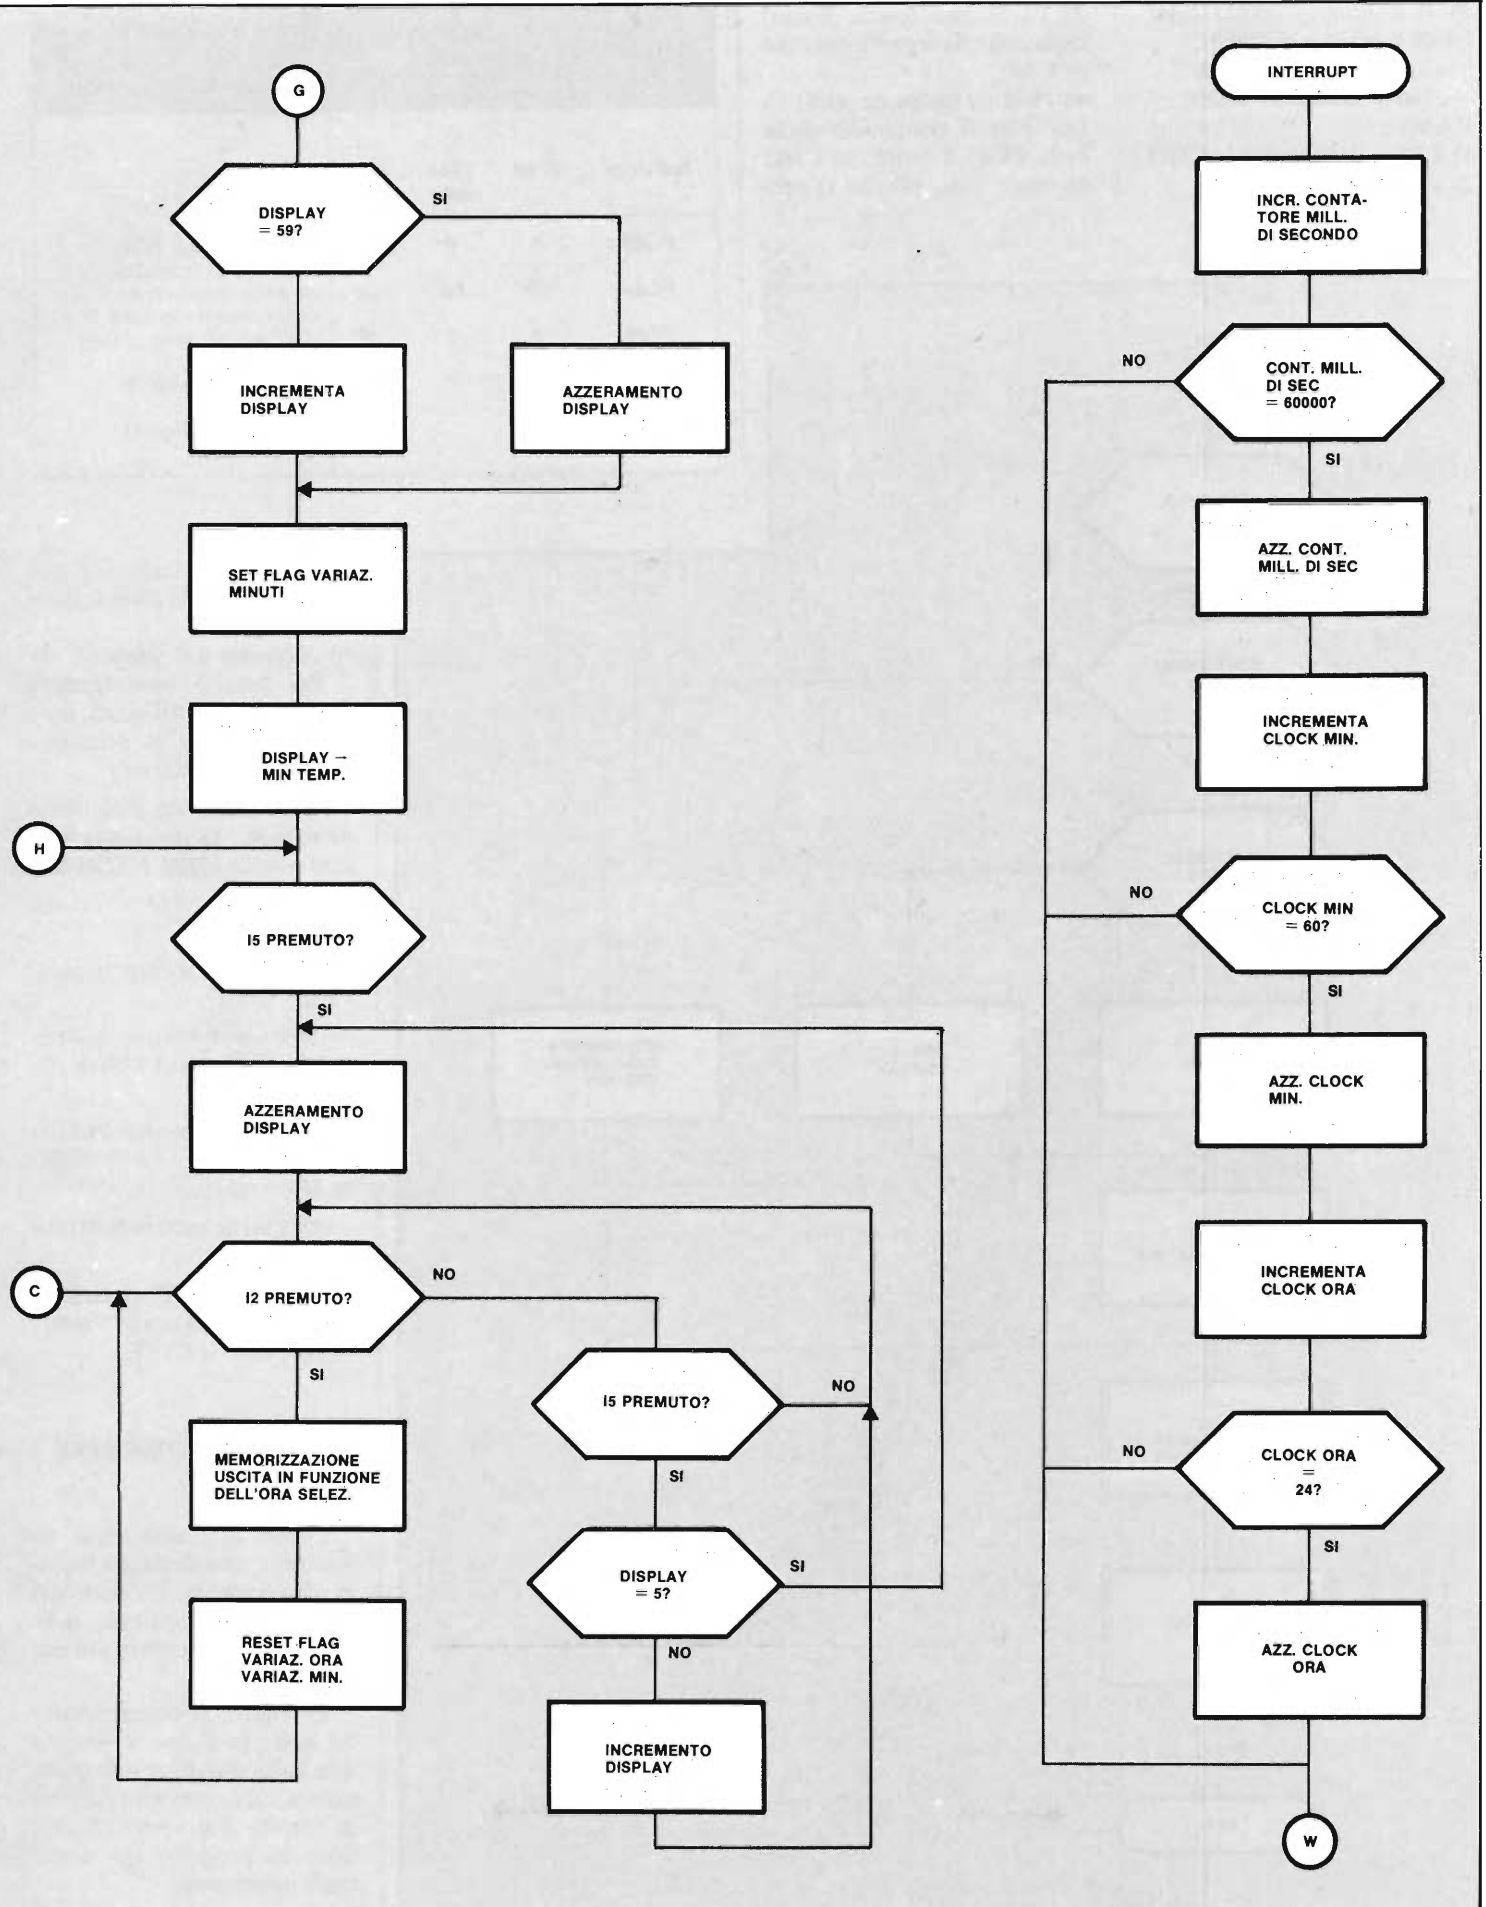 G
DISPLAY
= 59?
SI
INCREMENTA
DISPLAY
AZZERAMENTO
DISPLAY
SET FLAG VARIAZ.
MINUTI
DISPLAY –
MIN TEMP.
H
I5 PREMUTO?
SI
AZZERAMENTO
DISPLAY
C
I2 PREMUTO?
NO
SI
MEMORIZZAZIONE
USCITA IN FUNZIONE
DELL'ORA SELEZ.
RESET FLAG
VARIAZ. ORA
VARIAZ. MIN.
I5 PREMUTO?
NO
SI
DISPLAY
= 5?
SI
NO
INCREMENTO
DISPLAY
INTERRUPT
INCR. CONTA-
TORE MILL.
DI SECONDO
NO
CONT. MILL.
DI SEC
= 60000?
SI
AZZ. CONT.
MILL. DI SEC
INCREMENTA
CLOCK MIN.
NO
CLOCK MIN
= 60?
SI
AZZ. CLOCK
MIN.
INCREMENTA
CLOCK ORA
NO
CLOCK ORA
=
24?
SI
AZZ. CLOCK
ORA
W